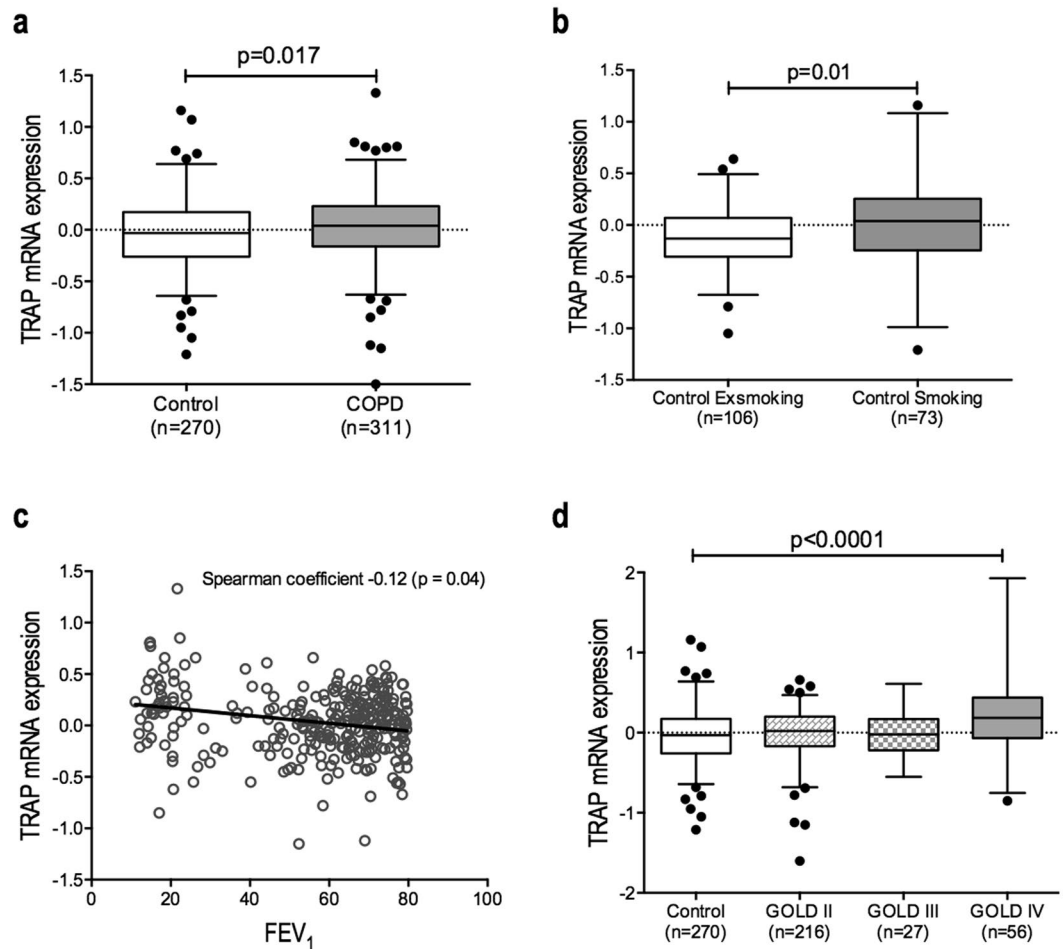 a
p=0.017
TRAP mRNA expression
1.5
1.0
0.5
0.0
-0.5
-1.0
-1.5
Control
(n=270)
COPD
(n=311)
b
p=0.01
TRAP mRNA expression
1.5
1.0
0.5
0.0
-0.5
-1.0
-1.5
Control Exsmoking
(n=106)
Control Smoking
(n=73)
c
Spearman coefficient -0.12 (p = 0.04)
TRAP mRNA expression
1.5
1.0
0.5
0.0
-0.5
-1.0
-1.5
0 20 40 60 80 100
FEV1
d
p<0.0001
TRAP mRNA expression
2
1
0
-1
-2
Control
(n=270)
GOLD II
(n=216)
GOLD III
(n=27)
GOLD IV
(n=56)